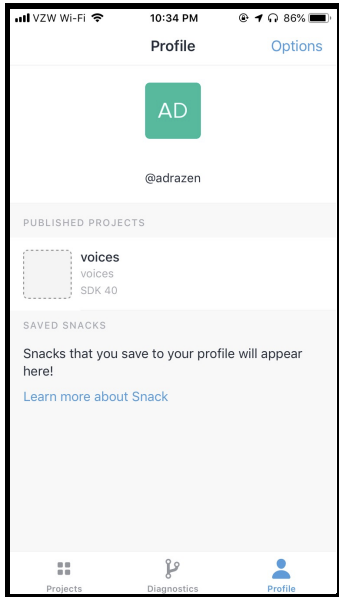 VZW Wi-Fi 10:34 PM 86%
Profile Options
AD
@adrazen
PUBLISHED PROJECTS
voices
voices
SDK 40
SAVED SNACKS
Snacks that you save to your profile will appear
here!
Learn more about Snack
Projects Diagnostics Profile